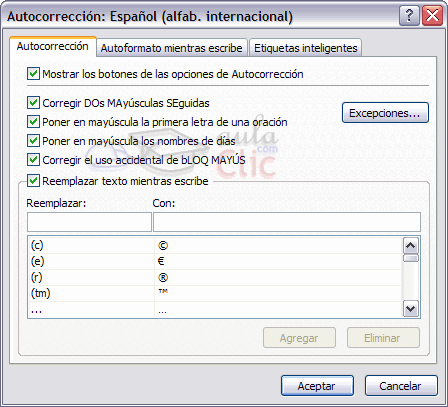 Autocorrección: Español (alfab. internacional)
Autocorrección Autoformato mientras escribe Etiquetas inteligentes
Mostrar los botones de las opciones de Autocorrección
Corregir DOs MAyúsculas SEguidas
Excepciones...
Poner en mayúscula la primera letra de una oración
Poner en mayúscula los nombres de días
Corregir el uso accidental de bLOQ MAYÚS
aula
.com
Clic
Reemplazar texto mientras escribe
Reemplazar: Con:
(c) ©
(e) €
(r) ®
(tm) ™
... …
Agregar Eliminar
Aceptar Cancelar